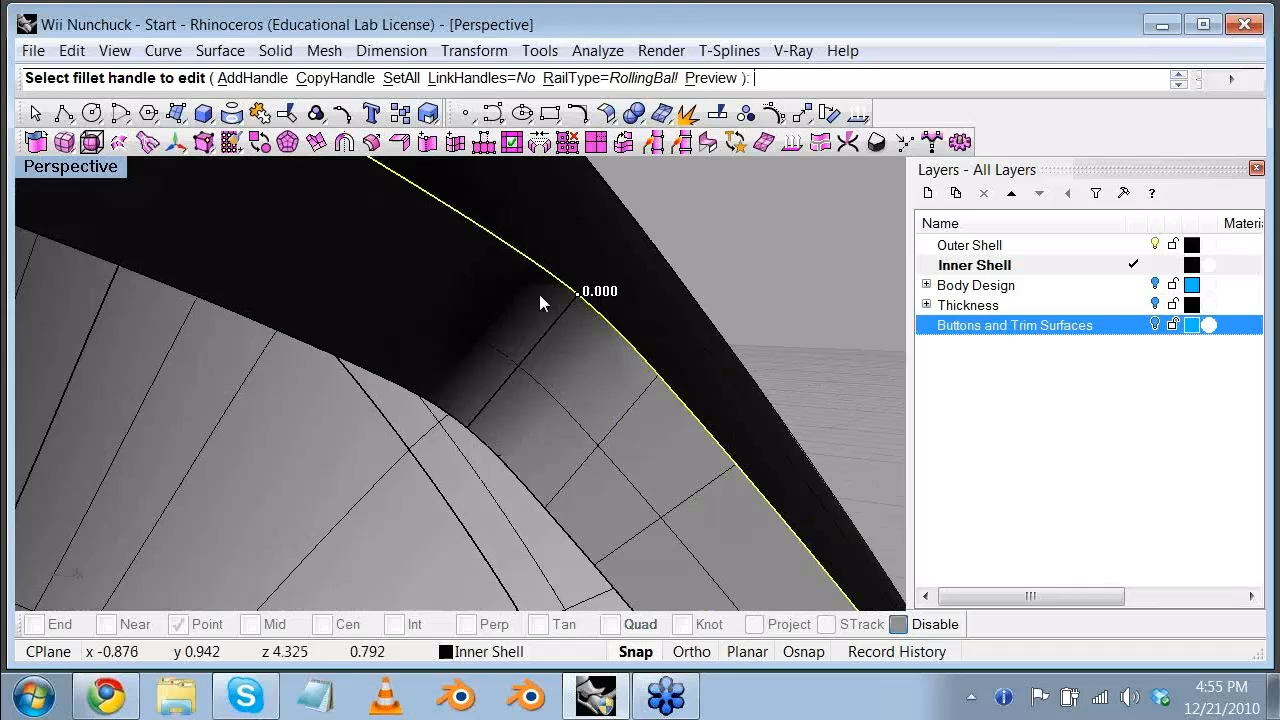 Wii Nunchuck - Start - Rhinoceros (Educational Lab License) - [Perspective]
File Edit View Curve Surface Solid Mesh Dimension Transform Tools Analyze Render T-Splines V-Ray Help
Select fillet handle to edit ( AddHandle CopyHandle SetAll LinkHandles=No RailType=RollingBall Preview ):
Perspective
0.000
Layers - All Layers
Name Materi
Outer Shell
Inner Shell
Body Design
Thickness
Buttons and Trim Surfaces
End Near Point Mid Cen Int Perp Tan Quad Knot Project STrack Disable
CPlane x -0.876 y 0.942 z 4.325 0.792 Inner Shell Snap Ortho Planar Osnap Record History
4:55 PM
12/21/2010